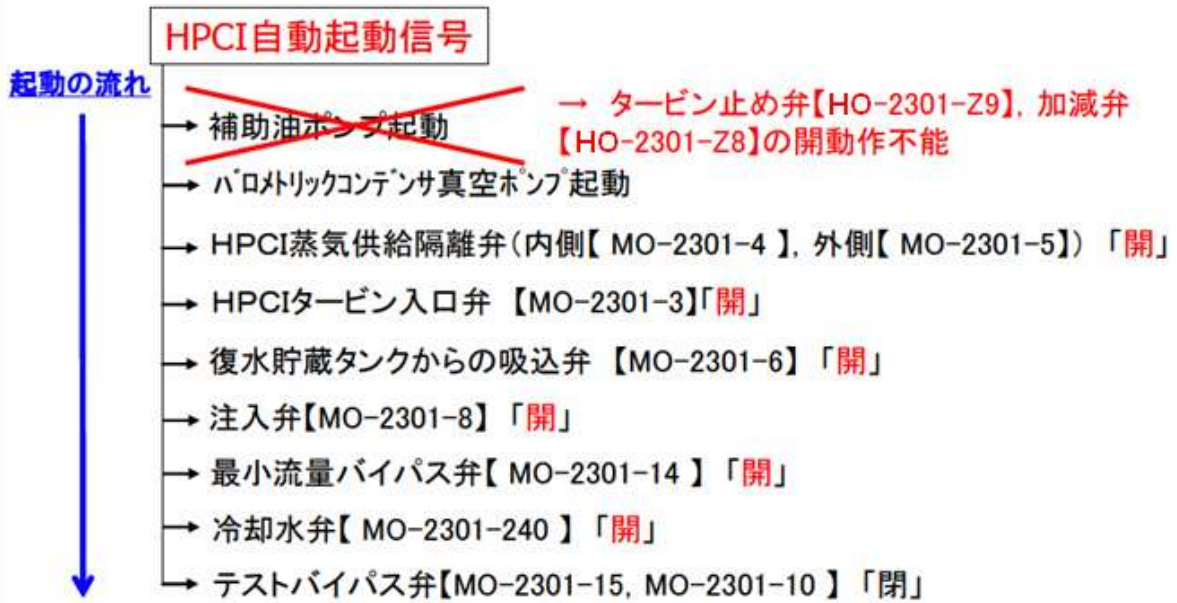 HPCI自動起動信号
起動の流れ
→ 補助油ポンプ起動
→ タービン止め弁【HO-2301-Z9】, 加減弁
【HO-2301-Z8】の開動作不能
→ バロメトリックコンデンサ真空ポンプ起動
→ HPCI蒸気供給隔離弁(内側【 MO-2301-4 】, 外側【 MO-2301-5】) 「開」
→ HPCIタービン入口弁 【MO-2301-3】「開」
→ 復水貯蔵タンクからの吸込弁 【MO-2301-6】 「開」
→ 注入弁【MO-2301-8】 「開」
→ 最小流量バイパス弁【 MO-2301-14 】 「開」
→ 冷却水弁【 MO-2301-240 】 「開」
→ テストバイパス弁【MO-2301-15, MO-2301-10 】 「閉」